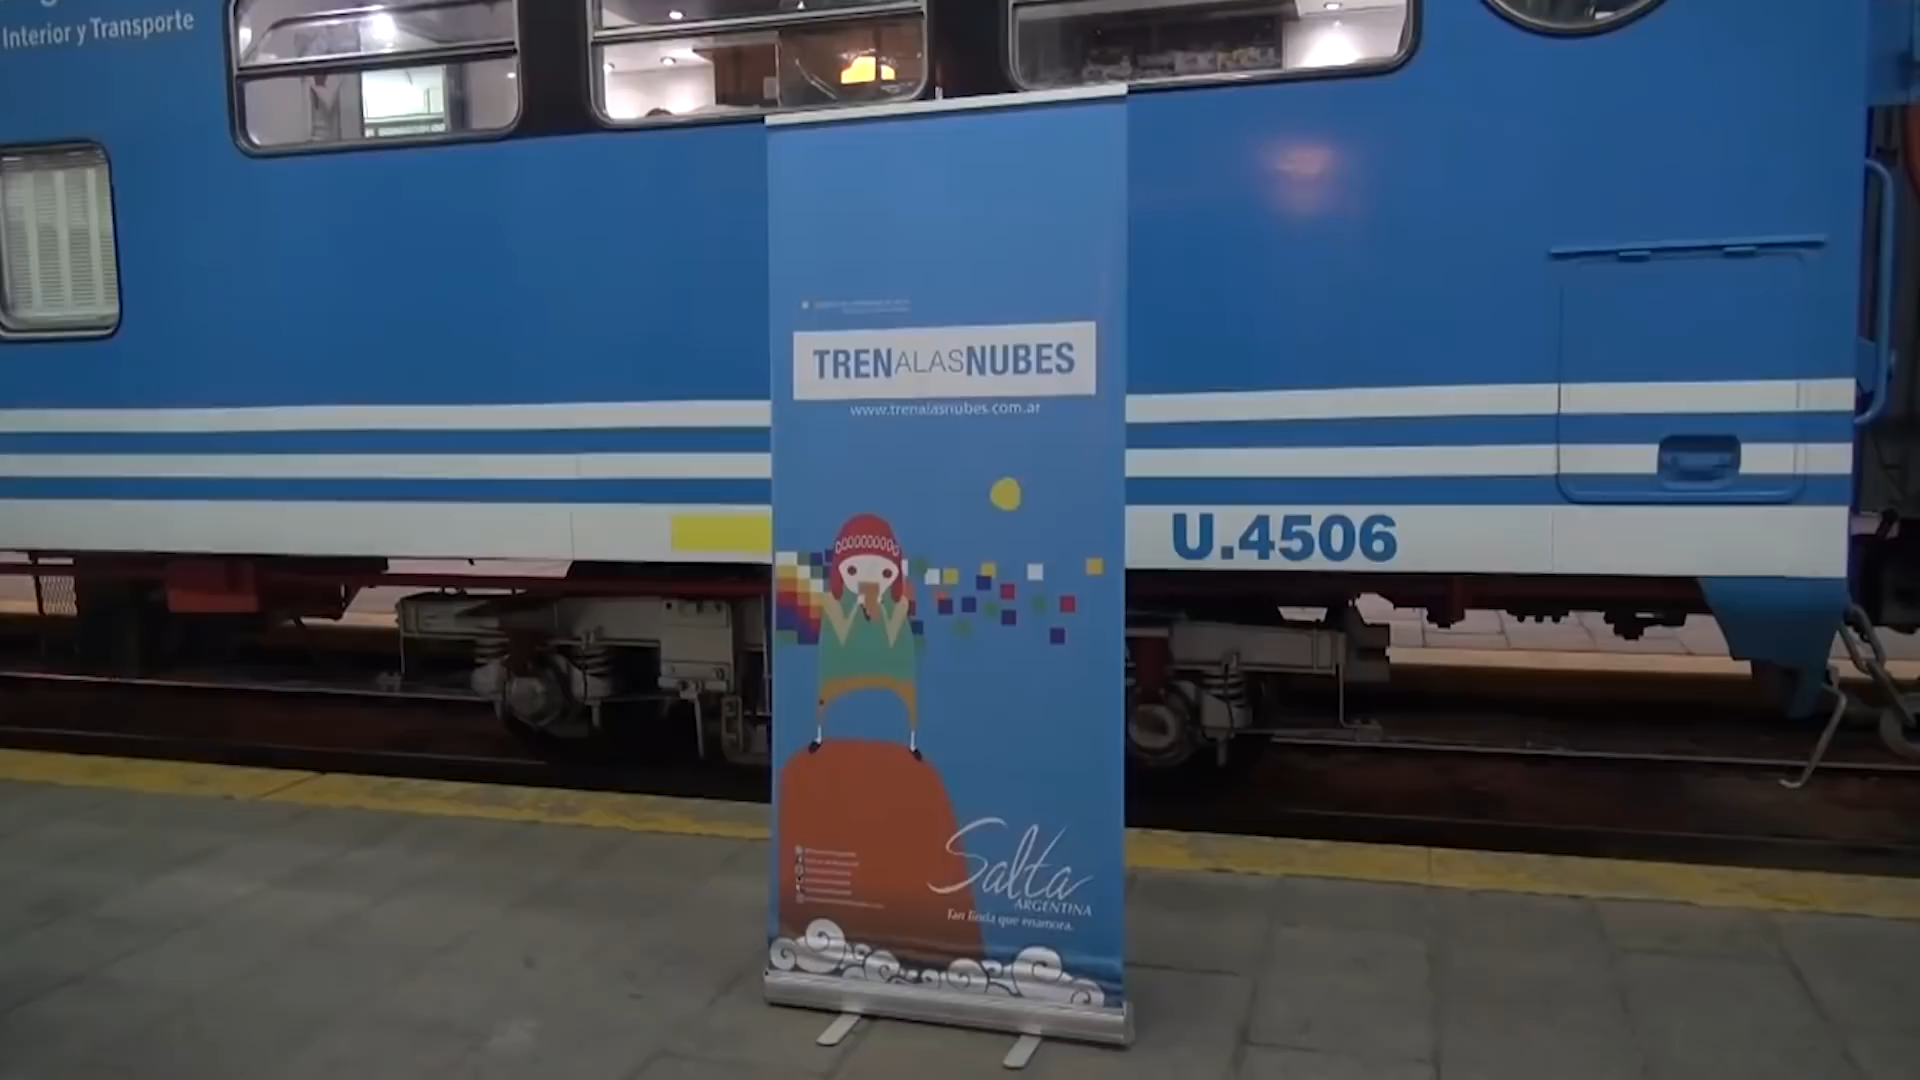 Interior y Transporte
TRENALASNUBES
www.trenalasnubes.com.ar
U.4506
Salta
ARGENTINA
Tan linda que enamora.